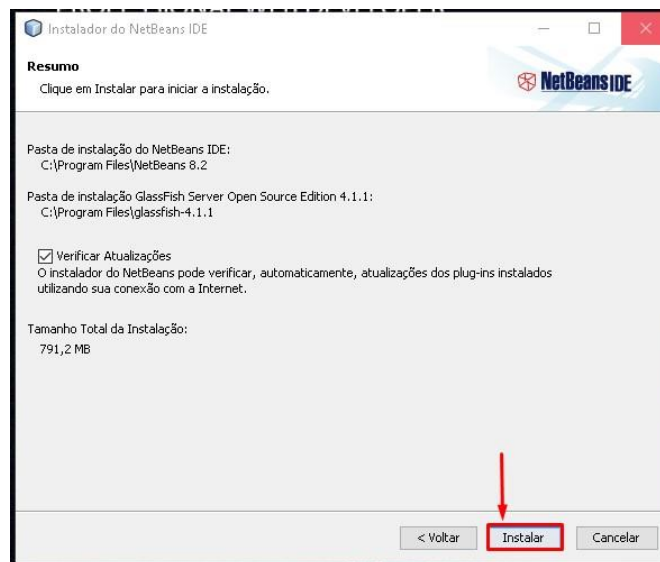 Instalador do NetBeans IDE
Resumo
Clique em Instalar para iniciar a instalação.
NetBeans IDE
Pasta de instalação do NetBeans IDE:
C:\Program Files\NetBeans 8.2
Pasta de instalação GlassFish Server Open Source Edition 4.1.1:
C:\Program Files\glassfish-4.1.1
Verificar Atualizações
O instalador do NetBeans pode verificar, automaticamente, atualizações dos plug-ins instalados
utilizando sua conexão com a Internet.
Tamanho Total da Instalação:
791,2 MB
< Voltar
Instalar
Cancelar